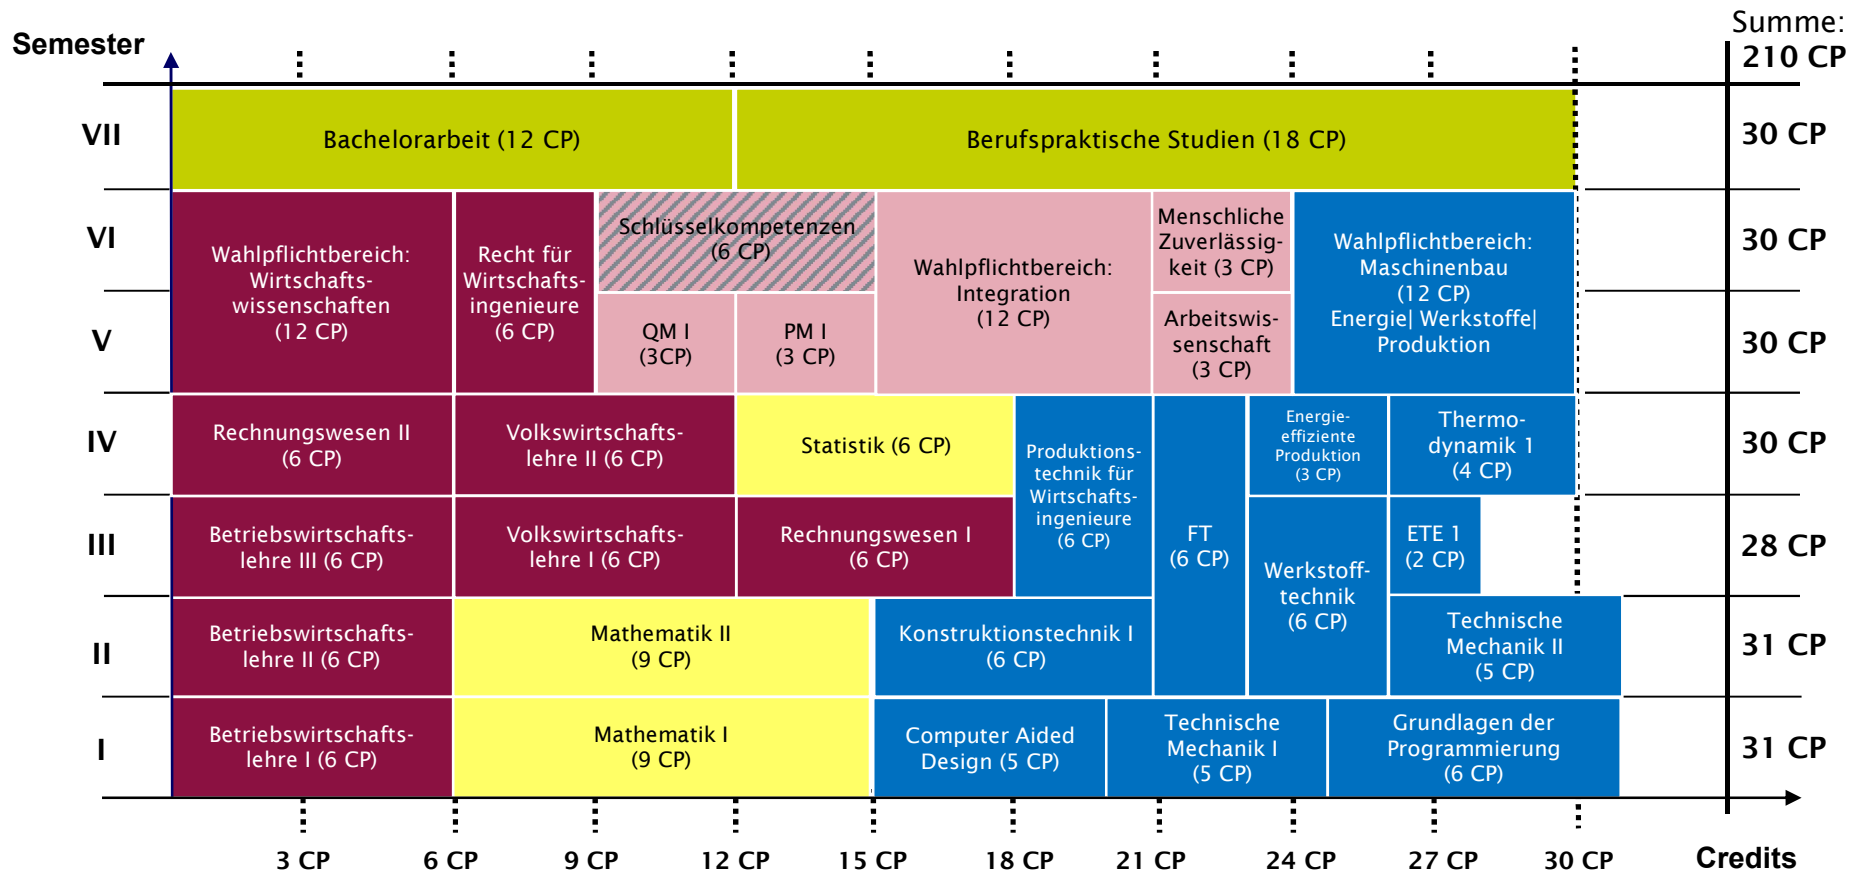 Summe:
Semester
210 CP
VII
Bachelorarbeit (12 CP)
Berufspraktische Studien (18 CP)
30 CP
VI
Wahlpflichtbereich:
Wirtschafts-
wissenschaften
(12 CP)
Recht für
Wirtschafts-
ingenieure
(6 CP)
Schlüsselkompetenzen
(6 CP)
Wahlpflichtbereich:
Integration
(12 CP)
Menschliche
Zuverlässig-
keit (3 CP)
Wahlpflichtbereich:
Maschinenbau
(12 CP)
Energie| Werkstoffe|
Produktion
30 CP
V
QM I
(3CP)
PM I
(3 CP)
Arbeitswis-
senschaft
(3 CP)
30 CP
IV
Rechnungswesen II
(6 CP)
Volkswirtschafts-
lehre II (6 CP)
Statistik (6 CP)
Produktions-
technik für
Wirtschafts-
ingenieure
(6 CP)
FT
(6 CP)
Energie-
effiziente
Produktion
(3 CP)
Thermo-
dynamik 1
(4 CP)
30 CP
III
Betriebswirtschafts-
lehre III (6 CP)
Volkswirtschafts-
lehre I (6 CP)
Rechnungswesen I
(6 CP)
Werkstoff-
technik
(6 CP)
ETE 1
(2 CP)
28 CP
II
Betriebswirtschafts-
lehre II (6 CP)
Mathematik II
(9 CP)
Konstruktionstechnik I
(6 CP)
Technische
Mechanik II
(5 CP)
31 CP
I
Betriebswirtschafts-
lehre I (6 CP)
Mathematik I
(9 CP)
Computer Aided
Design (5 CP)
Technische
Mechanik I
(5 CP)
Grundlagen der
Programmierung
(6 CP)
31 CP
3 CP
6 CP
9 CP
12 CP
15 CP
18 CP
21 CP
24 CP
27 CP
30 CP
Credits